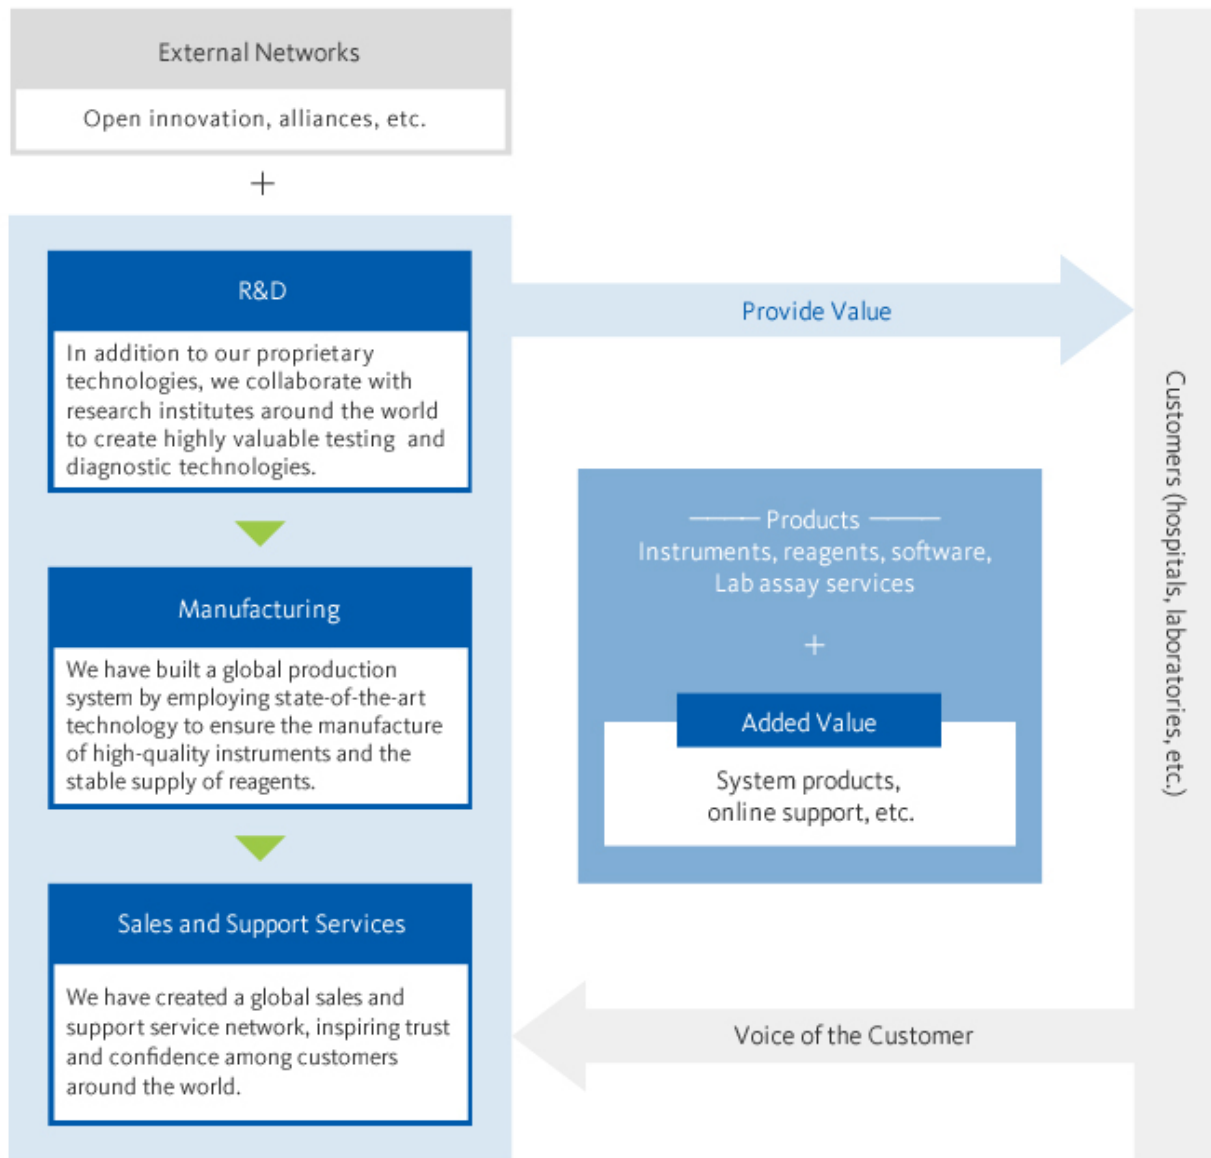 External Networks
Open innovation, alliances, etc.
+
R&D
In addition to our proprietary
technologies, we collaborate with
research institutes around the world
to create highly valuable testing and
diagnostic technologies.
Manufacturing
We have built a global production
system by employing state-of-the-art
technology to ensure the manufacture
of high-quality instruments and the
stable supply of reagents.
Sales and Support Services
We have created a global sales and
support service network, inspiring trust
and confidence among customers
around the world.
Provide Value
Products
Instruments, reagents, software,
Lab assay services
+
Added Value
System products,
online support, etc.
Voice of the Customer
Customers (hospitals, laboratories, etc.)